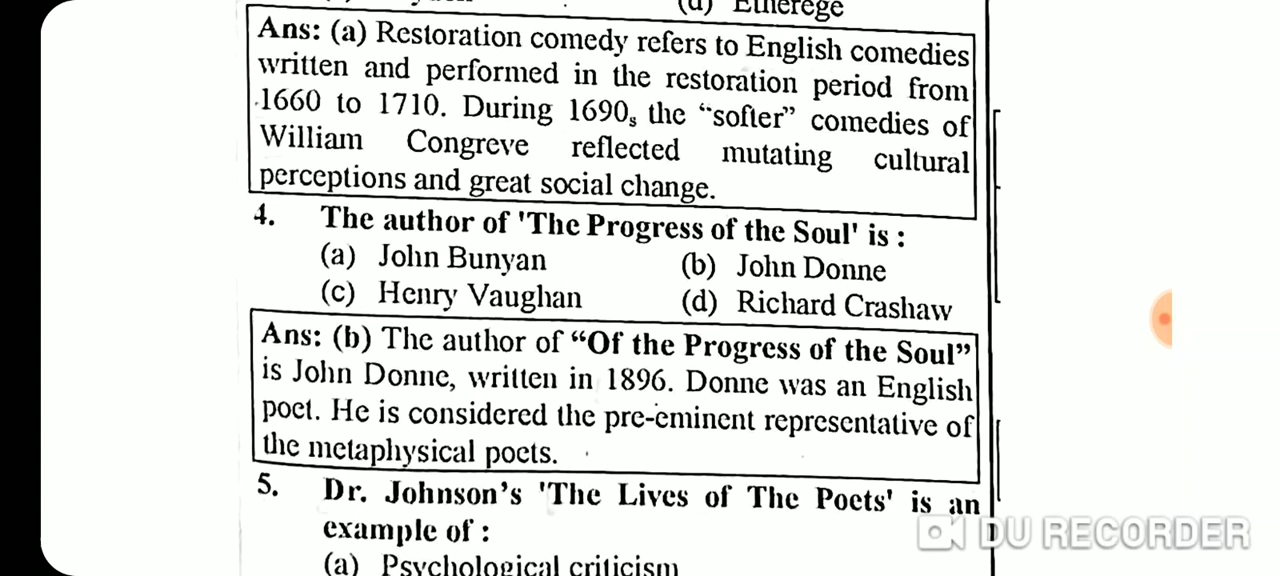 (d) Etherege
Ans: (a) Restoration comedy refers to English comedies
written and performed in the restoration period from
1660 to 1710. During 1690s the “softer” comedies of
William Congreve reflected mutating cultural
perceptions and great social change.
4. The author of 'The Progress of the Soul' is :
(a) John Bunyan (b) John Donne
(c) Henry Vaughan (d) Richard Crashaw
Ans: (b) The author of “Of the Progress of the Soul”
is John Donne, written in 1896. Donne was an English
poet. He is considered the pre-eminent representative of
the metaphysical poets.
5. Dr. Johnson's 'The Lives of The Poets' is an
example of :
(a) Psychological criticism
DU RECORDER